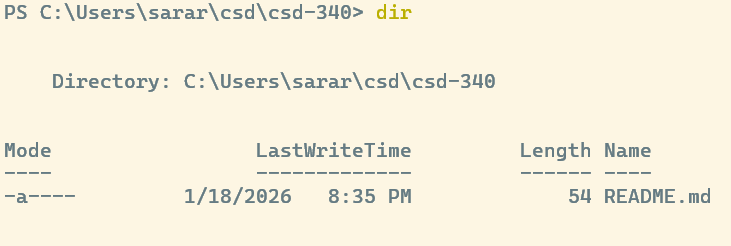 PS C:\Users\sarar\csd\csd-340> dir
Directory: C:\Users\sarar\csd\csd-340
Mode LastWriteTime Length Name
---- ------------- ------ ----
-a---- 1/18/2026 8:35 PM 54 README.md